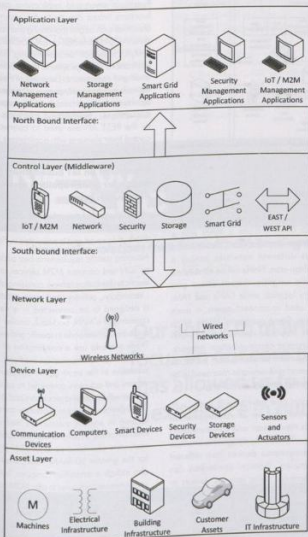 Application Layer
Network Management Applications
Storage Management Applications
Smart Grid Applications
Security Management Applications
IoT / M2M Management Applications
North Bound Interface:
Control Layer (Middleware)
IoT / M2M
Network
Security
Storage
Smart Grid
EAST / WEST API
South bound Interface:
Network Layer
Wireless Networks
Wired networks
Device Layer
Communication Devices
Computers
Smart Devices
Security Devices
Storage Devices
Sensors and Actuators
Asset Layer
M
Machines
Electrical Infrastructure
Building Infrastructure
Customer Assets
IT Infrastructure